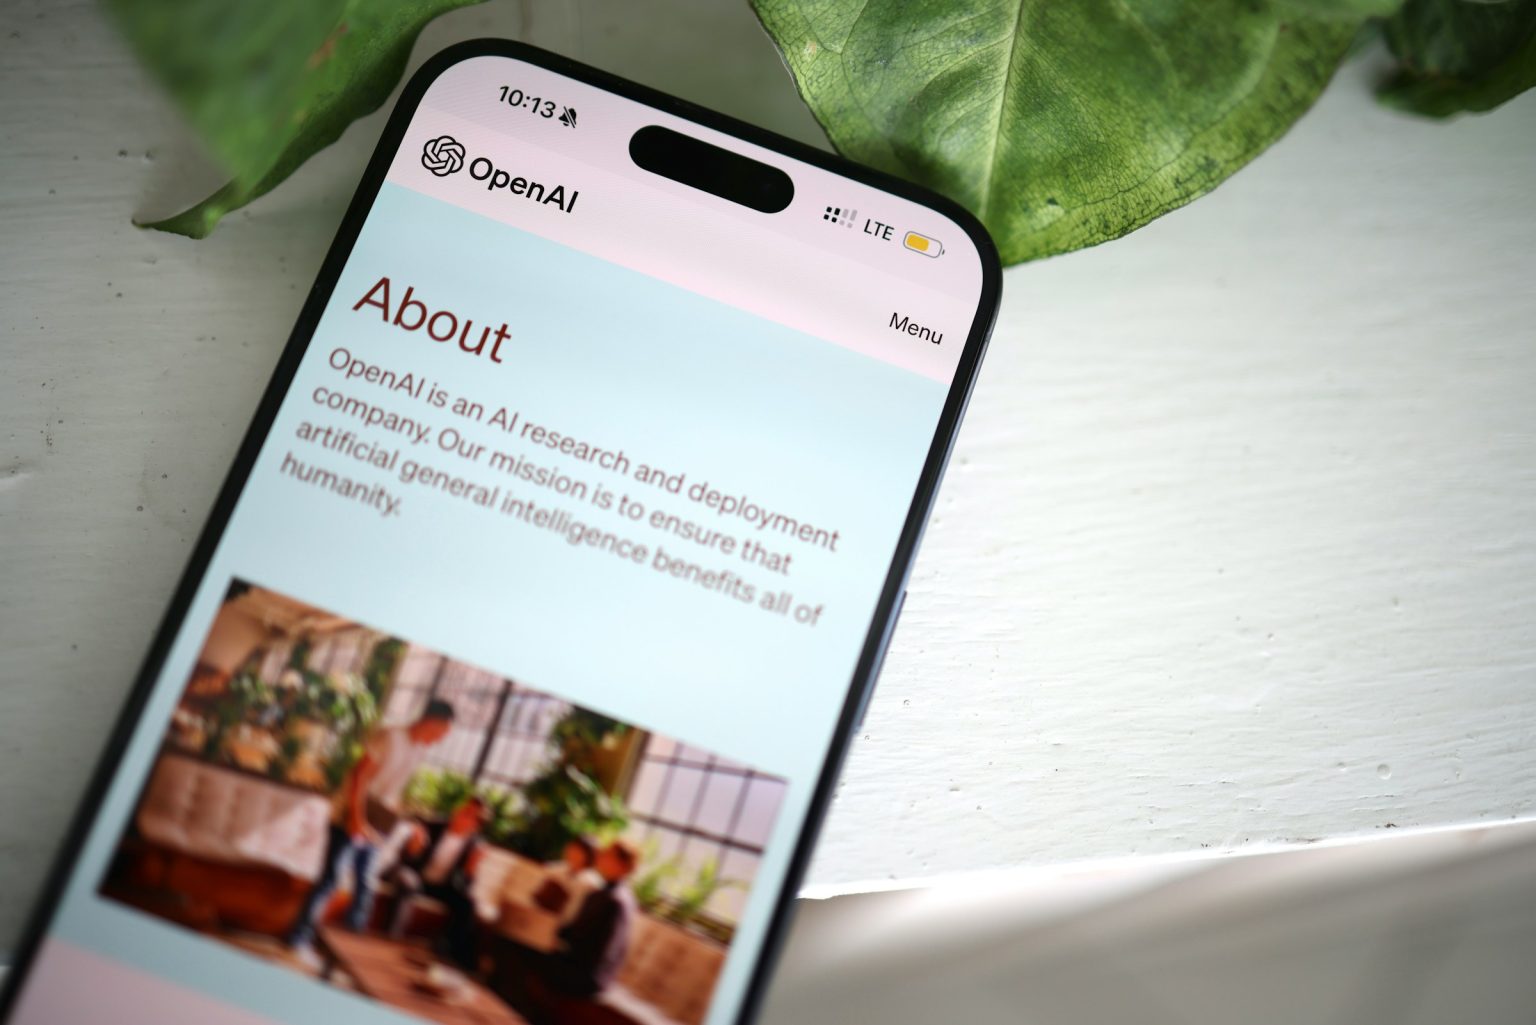 10:13
LTE
OpenAI
Menu
About
OpenAI is an AI research and deployment
company. Our mission is to ensure that
artificial general intelligence benefits all of
humanity.